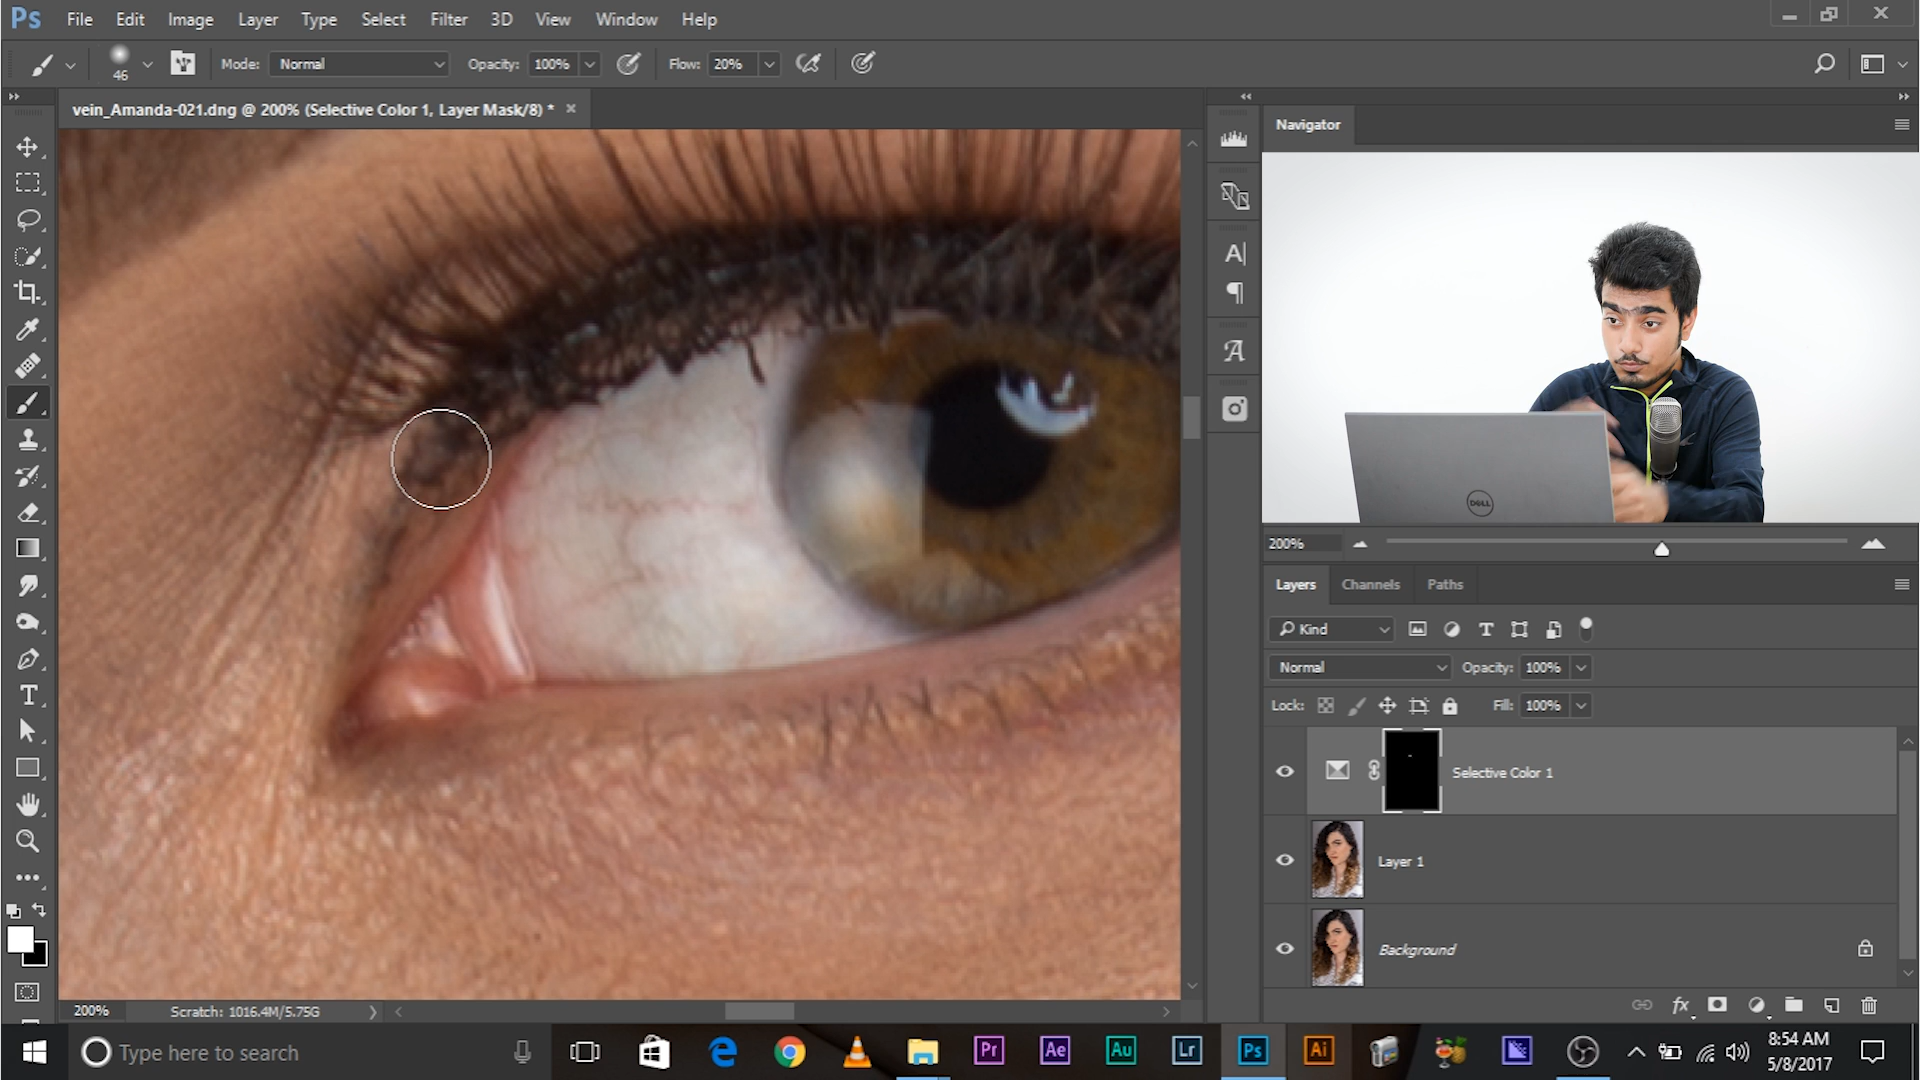 Ps File Edit Image Layer Type Select Filter 3D View Window Help
46 Mode: Normal Opacity: 100% Flow: 20%
vein_Amanda-021.dng @ 200% (Selective Color 1, Layer Mask/8) * ×
Navigator
DELL
200%
Layers Channels Paths
Kind
Normal Opacity: 100%
Lock: Fill: 100%
Selective Color 1
Layer 1
Background
200% Scratch: 1016.4M/5.75G
fx
Type here to search
Pr Ae Au Lr Ps Ai
8:54 AM
5/8/2017